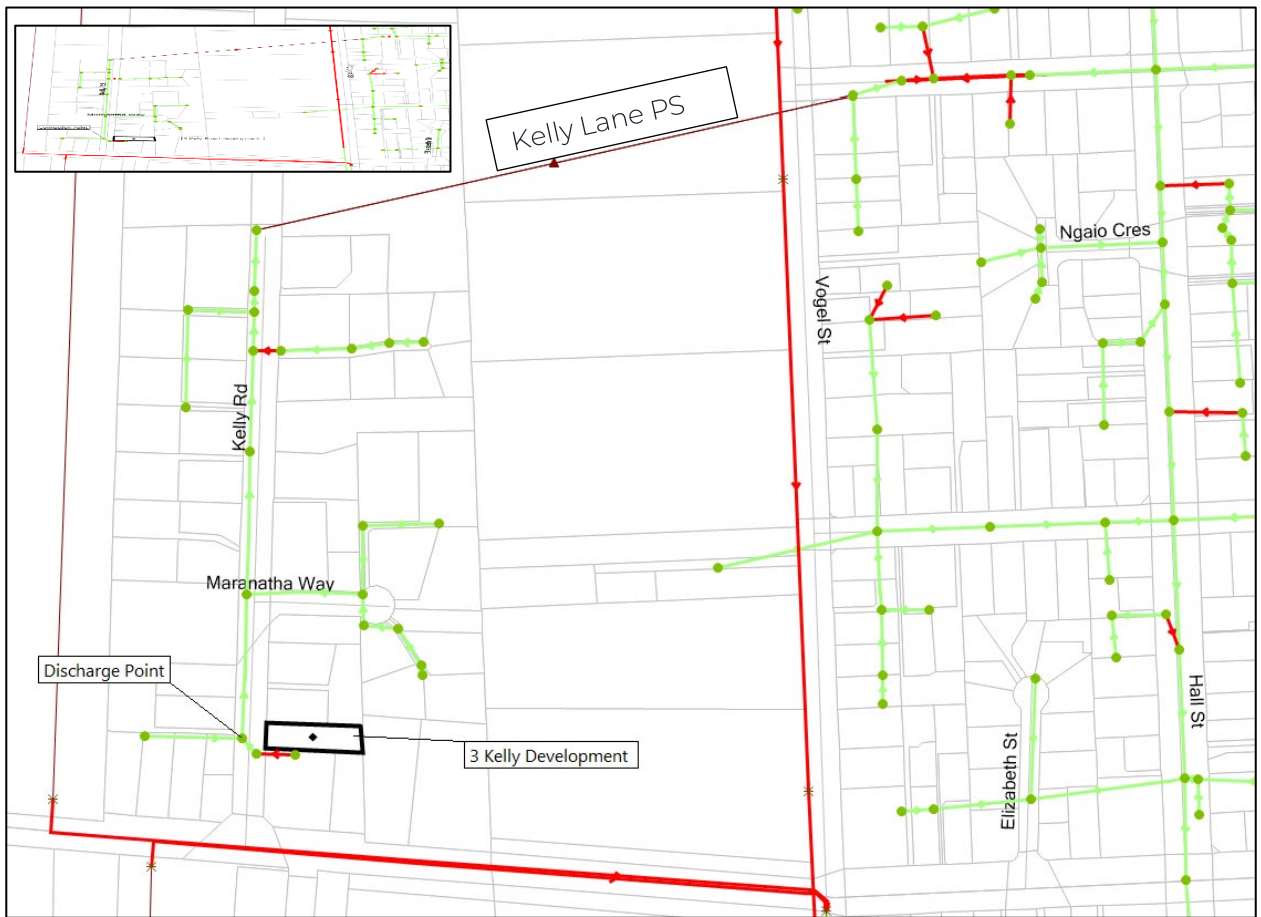 Kelly Lane PS
Ngaio Cres
Vogel St
Kelly Rd
Maranatha Way
Discharge Point
3 Kelly Development
Hall St
Elizabeth St